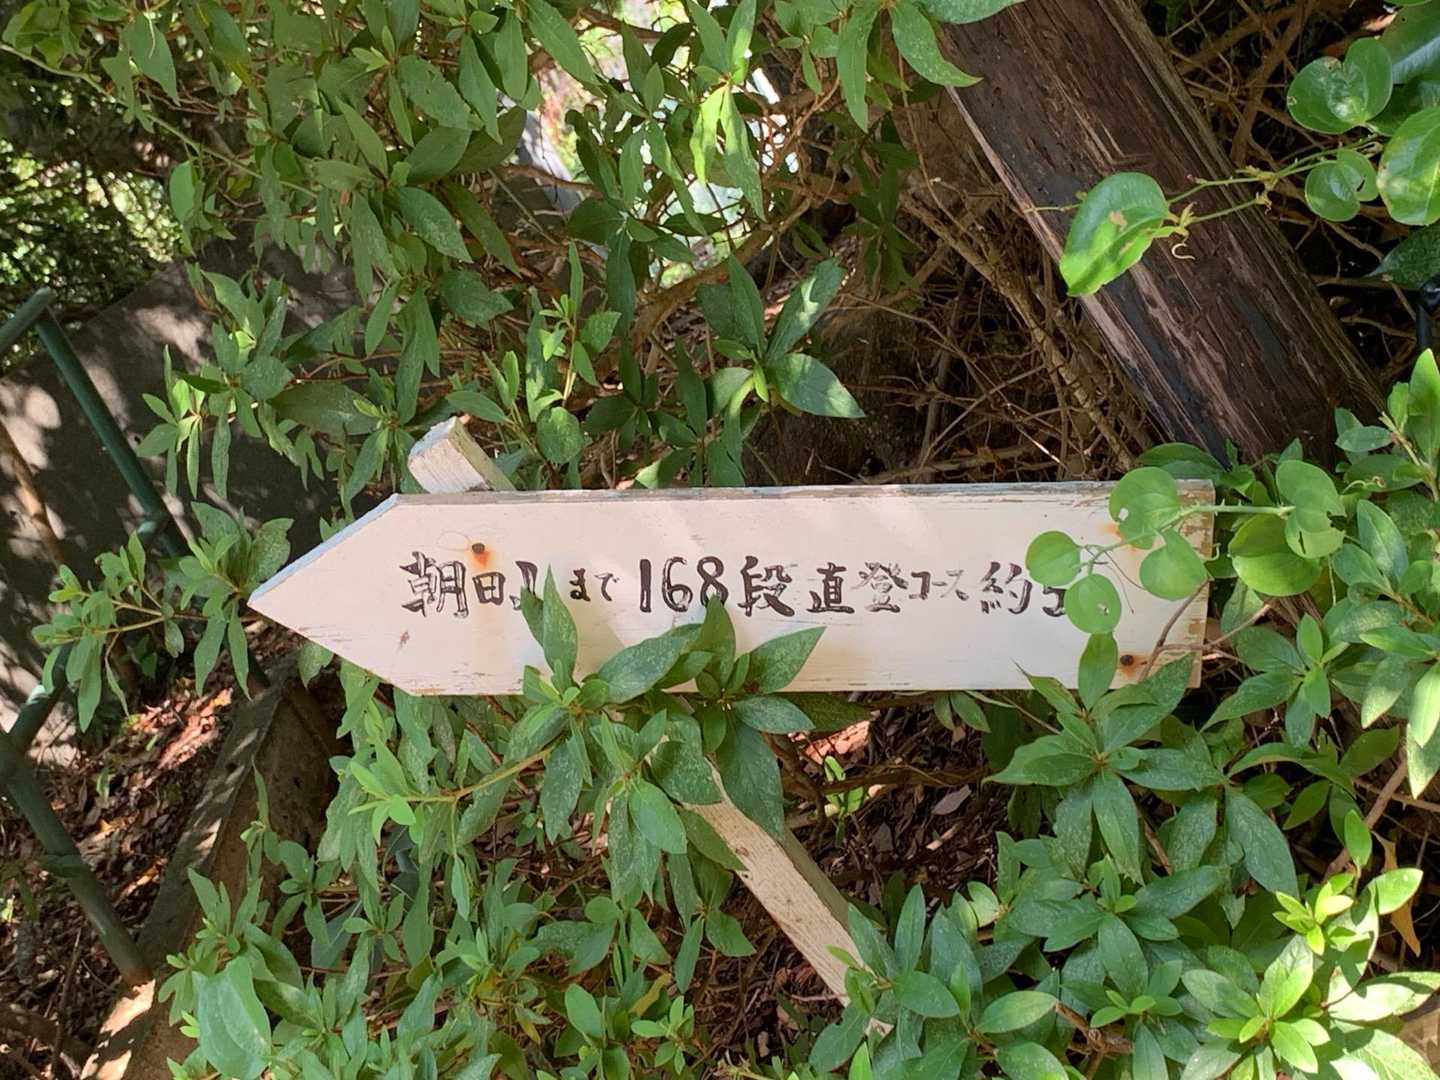 朝田 まで 168段 直登コース 約